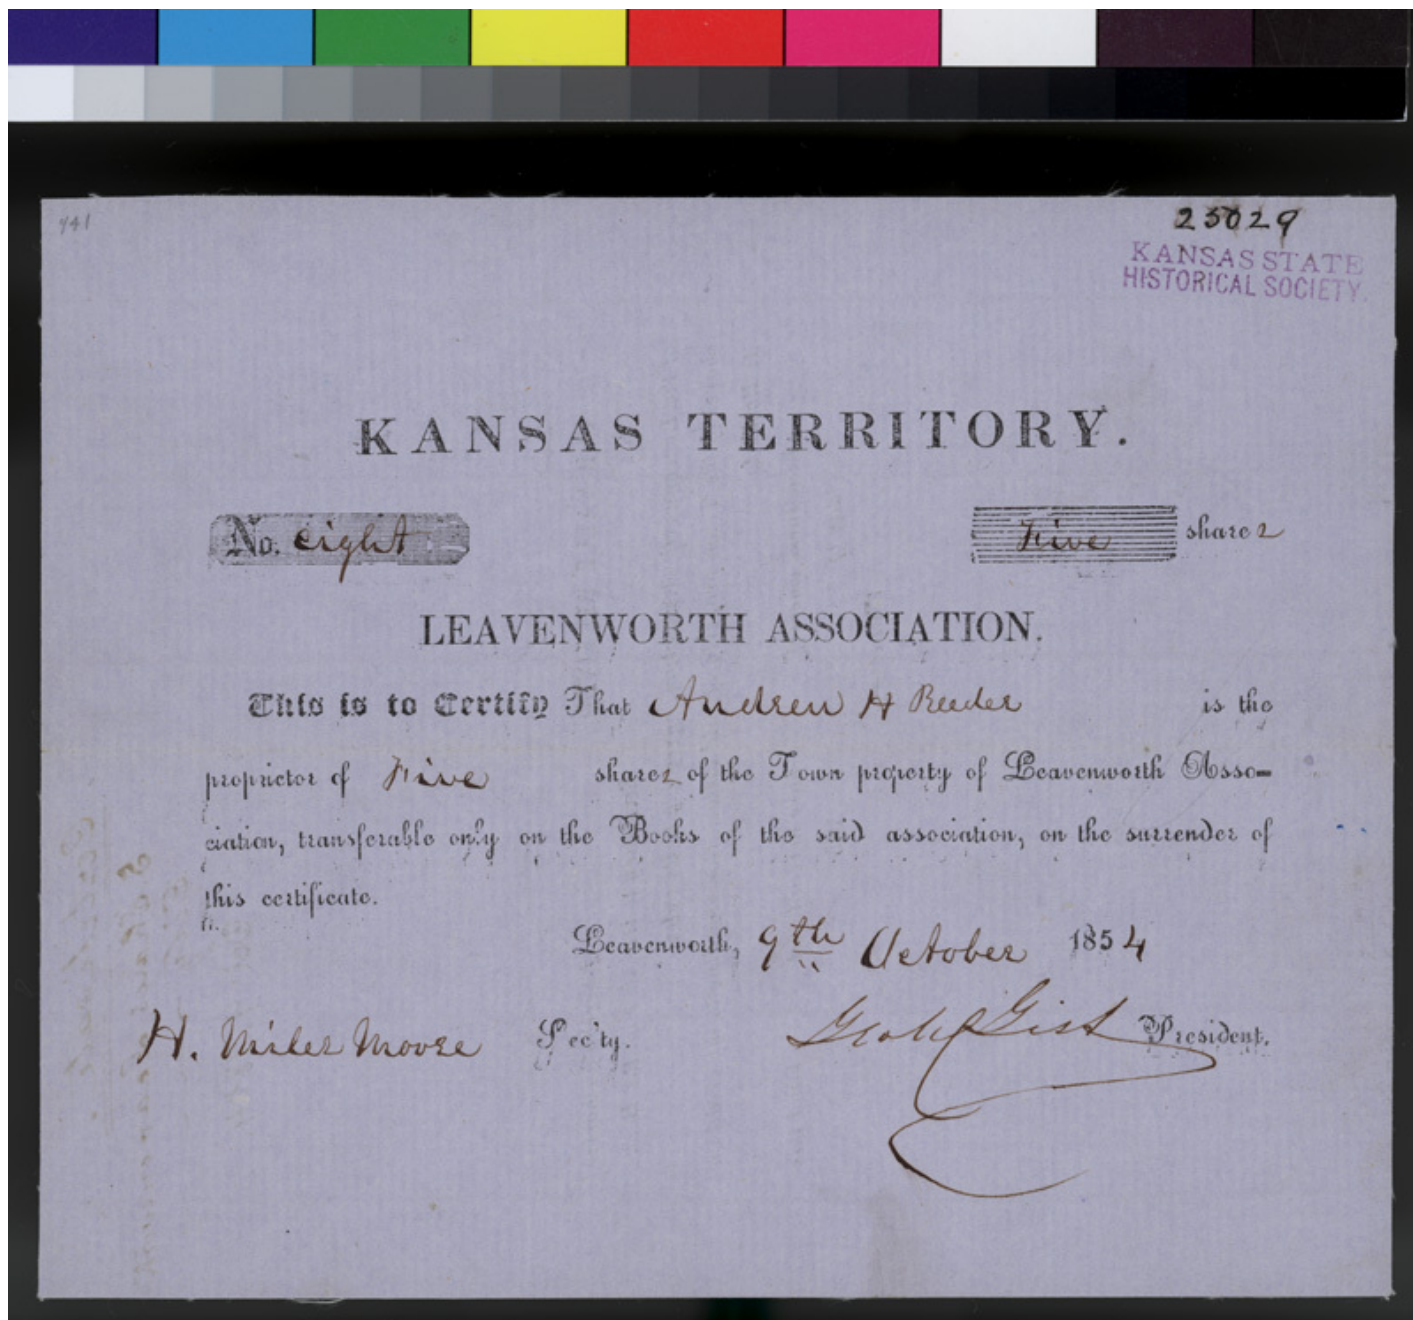 441
25029
KANSAS STATE
HISTORICAL SOCIETY.
KANSAS TERRITORY.
No. eight Five shares
LEAVENWORTH ASSOCIATION.
This is to Certify That Andrew H Reeder is the
proprietor of Five shares of the Town property of Leavenworth Asso-
ciation, transferable only on the Books of the said association, on the surrender of
this certificate.
Leavenworth, 9th October 1854
H. Miles Moore Sec'ty. Gist President.